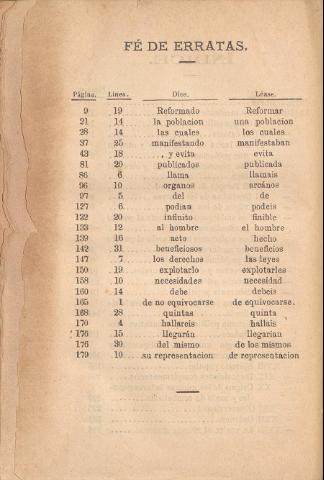 FÉ DE ERRATAS.
Página. Línea. Dice. Léase.
9 19 Reformado Reformar
21 14 la poblacion una poblacion
28 14 las cuales los cuales
37 25 manifestando manifestaban
43 18 , y evita evita
81 20 publicados publicada
86 6 llama llamais
96 10 organos arcános
97 5 del de
127 6 podian podeis
132 20 infinito finible
133 12 al hombre el hombre
139 16 acto hecho
142 31 beneficiosos beneficios
147 7 los derechos las leyes
150 19 explotarlo explotarles
158 10 necesidades necesidad
160 14 debe debeis
165 1 de no equivocarse de equivocarse.
168 28 quintas quinta
170 4 hallareis hallais
176 15 llegarán llegarian
176 30 del mismo de los mismos
179 10 su representacion de representacion